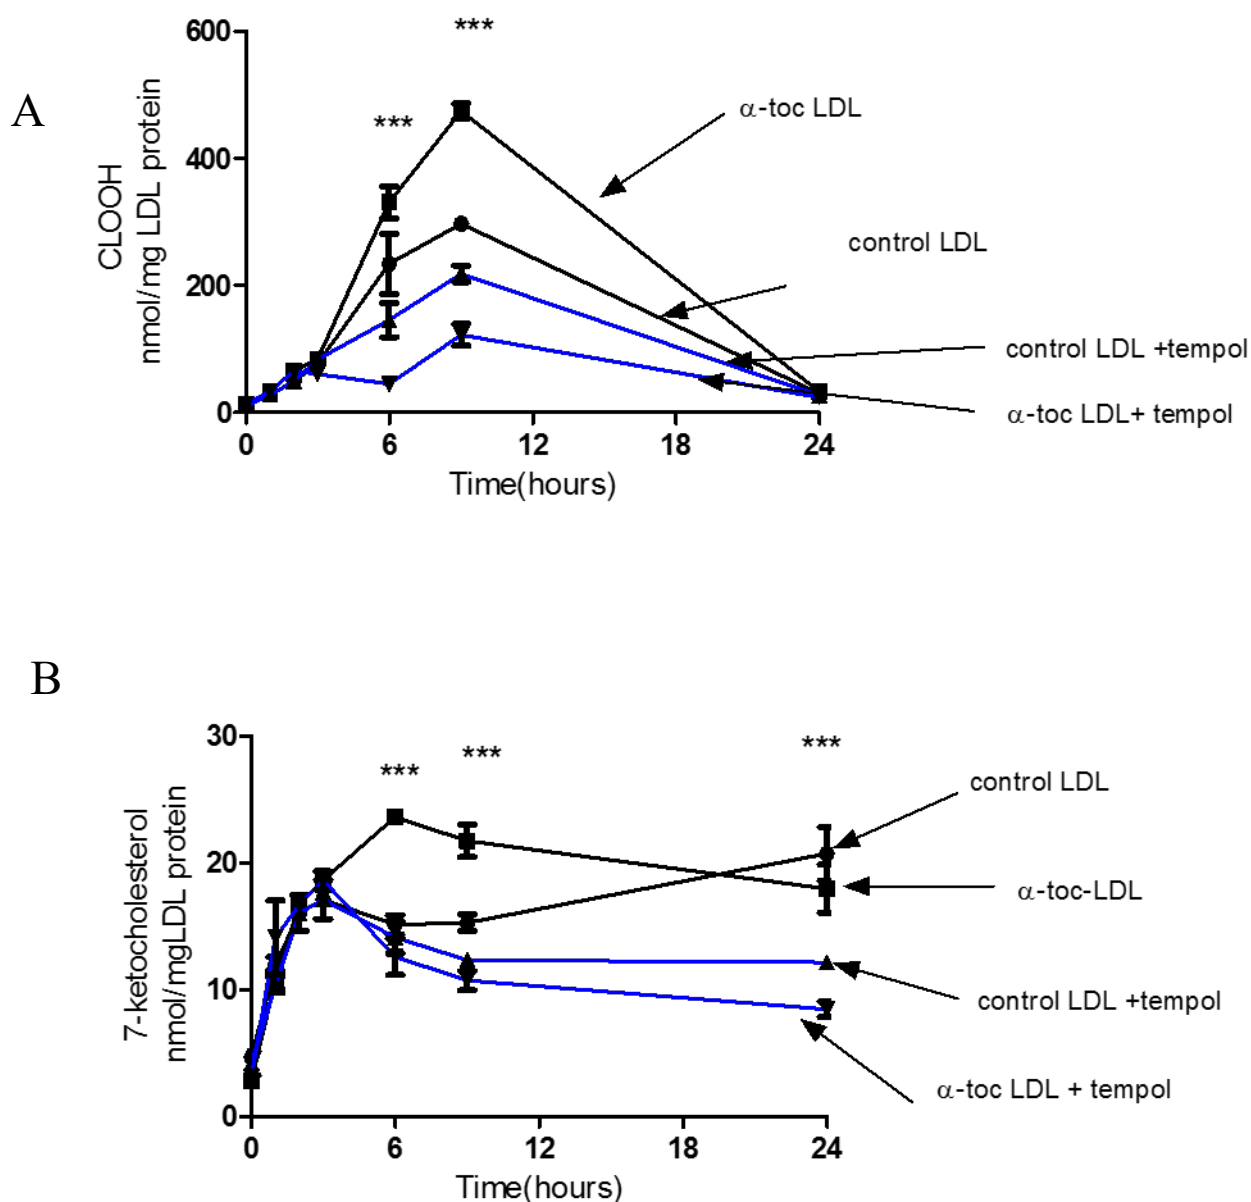 A
***
***
600
400
200
0
CLOOH
nmol/mg LDL protein
α-toc LDL
control LDL
control LDL +tempol
α-toc LDL+ tempol
0 6 12 18 24
Time(hours)
B
***
***
***
30
20
10
0
7-ketocholesterol
nmol/mgLDL protein
control LDL
α-toc-LDL
control LDL +tempol
α-toc LDL + tempol
0 6 12 18 24
Time(hours)